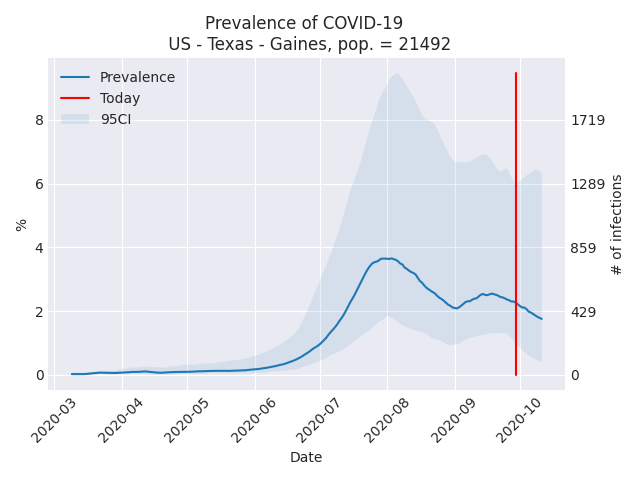 Prevalence of COVID-19
US - Texas - Gaines, pop. = 21492
Prevalence
Today
95CI
%
8
6
4
2
0
1719
1289
859
429
0
# of infections
2020-03
2020-04
2020-05
2020-06
2020-07
2020-08
2020-09
2020-10
Date